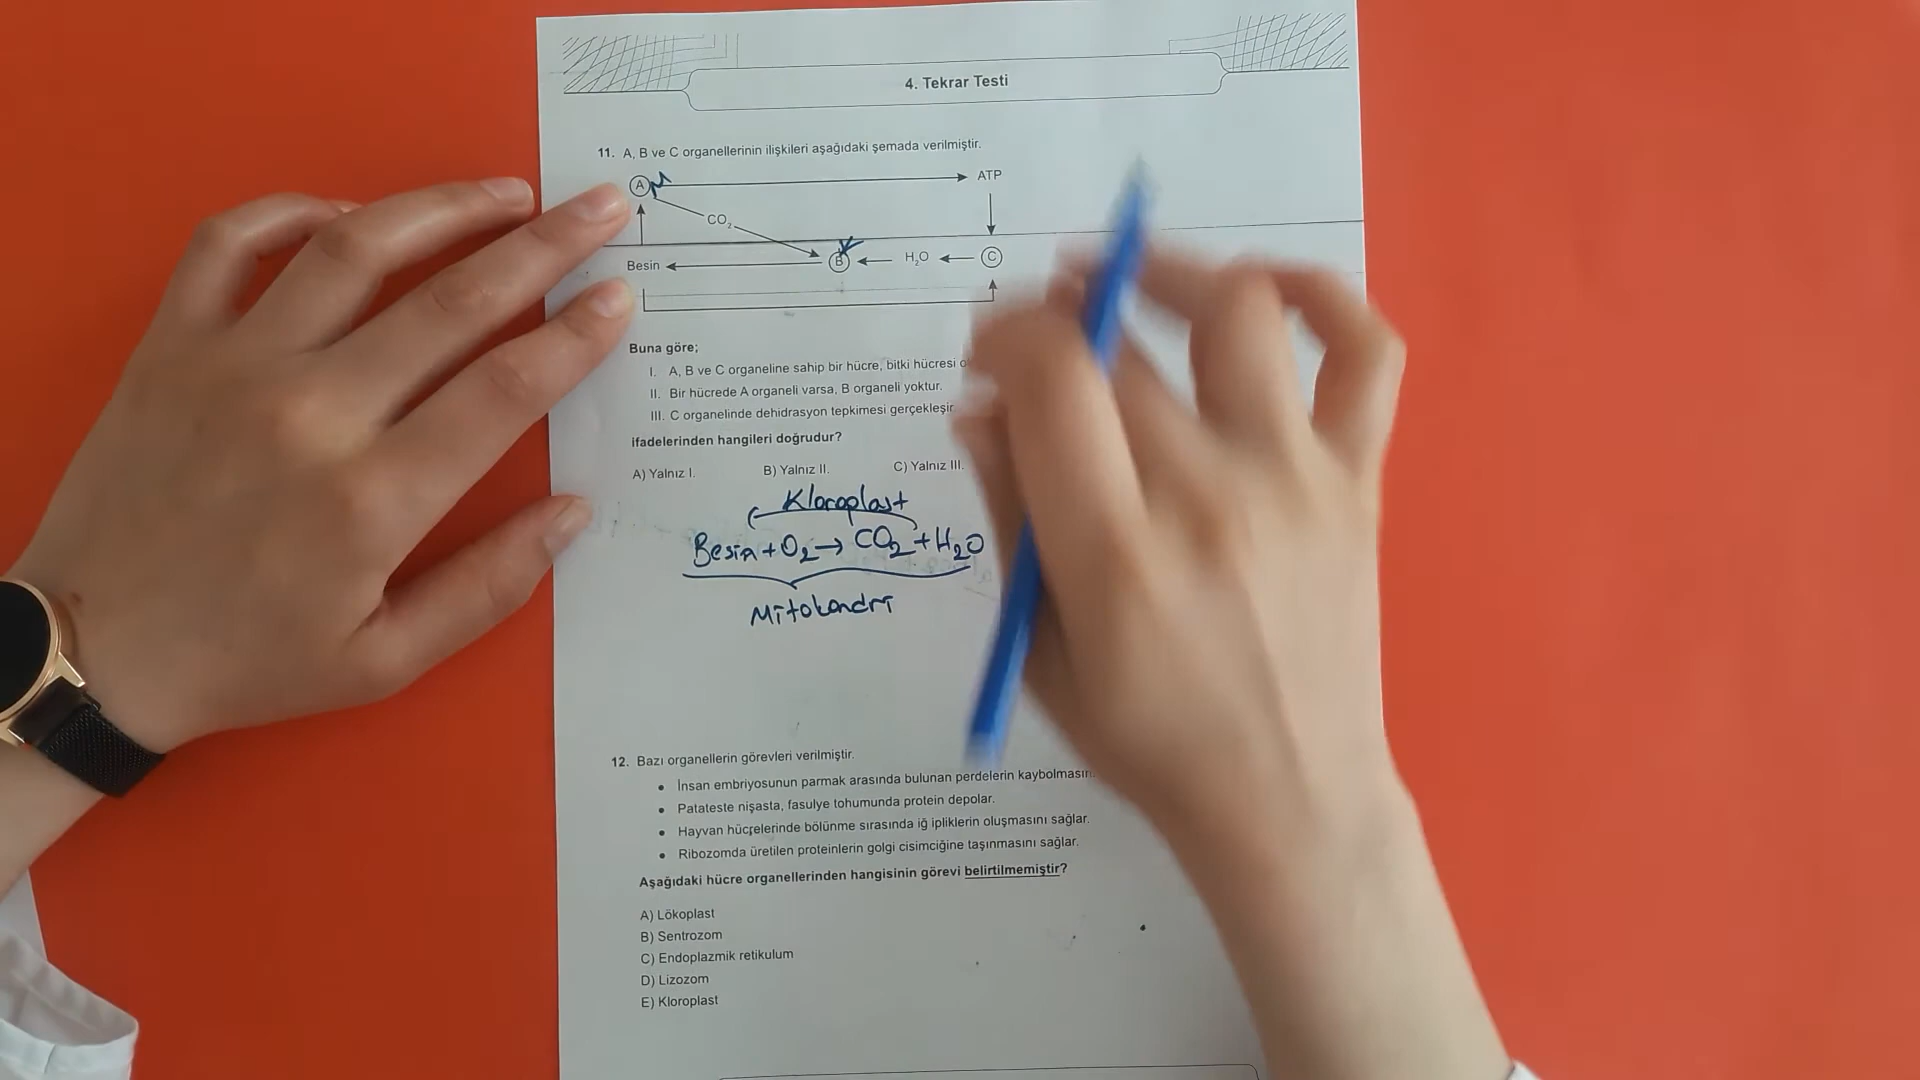 4. Tekrar Testi
11. A, B ve C organellerinin ilişkileri aşağıdaki şemada verilmiştir.
A M ATP
CO2
Besin B K H2O C
Buna göre;
I. A, B ve C organeline sahip bir hücre, bitki hücresi
II. Bir hücrede A organeli varsa, B organeli yoktur.
III. C organelinde dehidrasyon tepkimesi gerçekleşir
ifadelerinden hangileri doğrudur?
A) Yalnız I. B) Yalnız II. C) Yalnız III.
Kloroplast
Besin + O2 → CO2 + H2O
Mitokondri
12. Bazı organellerin görevleri verilmiştir.
• İnsan embriyosunun parmak arasında bulunan perdelerin
• Patateste nişasta, fasulye tohumunda protein depolar.
• Hayvan hücrelerinde bölünme sırasında iğ ipliklerin oluşmasını sağlar.
• Ribozomda üretilen proteinlerin golgi cisimciğine taşınmasını sağlar.
Aşağıdaki hücre organellerinden hangisinin görevi belirtilmemiştir?
A) Lökoplast
B) Sentrozom
C) Endoplazmik retikulum
D) Lizozom
E) Kloroplast